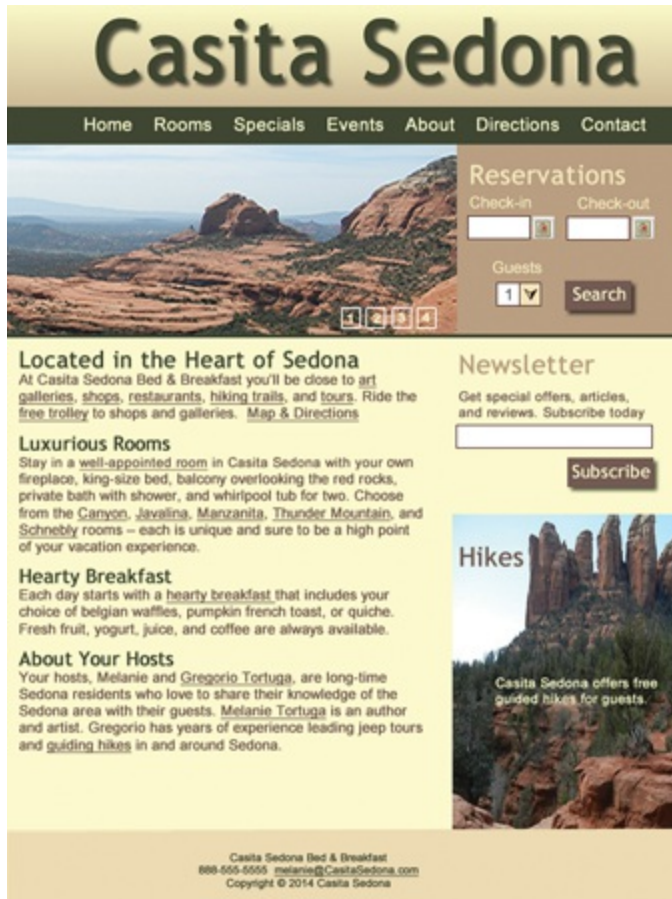 Casita Sedona
Home Rooms Specials Events About Directions Contact
Reservations
Check-in Check-out
Guests
1 Search
1 2 3 4
Located in the Heart of Sedona
At Casita Sedona Bed & Breakfast you'll be close to art
galleries, shops, restaurants, hiking trails, and tours. Ride the
free trolley to shops and galleries. Map & Directions
Luxurious Rooms
Stay in a well-appointed room in Casita Sedona with your own
fireplace, king-size bed, balcony overlooking the red rocks,
private bath with shower, and whirlpool tub for two. Choose
from the Canyon, Javalina, Manzanita, Thunder Mountain, and
Schnebly rooms – each is unique and sure to be a high point
of your vacation experience.
Hearty Breakfast
Each day starts with a hearty breakfast that includes your
choice of belgian waffles, pumpkin french toast, or quiche.
Fresh fruit, yogurt, juice, and coffee are always available.
About Your Hosts
Your hosts, Melanie and Gregorio Tortuga, are long-time
Sedona residents who love to share their knowledge of the
Sedona area with their guests. Melanie Tortuga is an author
and artist. Gregorio has years of experience leading jeep tours
and guiding hikes in and around Sedona.
Newsletter
Get special offers, articles,
and reviews. Subscribe today
Subscribe
Hikes
Casita Sedona offers free
guided hikes for guests.
Casita Sedona Bed & Breakfast
888-555-5555 melanie@CasitaSedona.com
Copyright © 2014 Casita Sedona